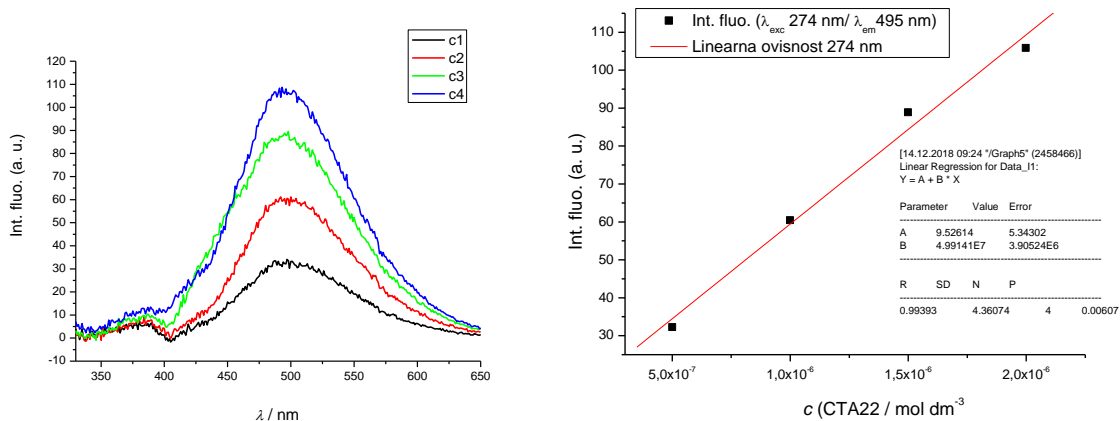 c1
c2
c3
c4
120
110
100
90
80
70
60
50
40
30
20
10
0
-10
Int. fluo. (a. u.)
350 400 450 500 550 600 650
λ / nm
Int. fluo. (λexc 274 nm/ λem 495 nm)
Linearna ovisnost 274 nm
110
100
90
80
70
60
50
40
30
Int. fluo. (a. u.)
[14.12.2018 09:24 "/Graph5" (2458466)]
Linear Regression for Data_I1:
Y = A + B * X
Parameter Value Error
A 9.52614 5.34302
B 4.99141E7 3.90524E6
R SD N P
0.99393 4.36074 4 0.00607
5,0x10-7 1,0x10-6 1,5x10-6 2,0x10-6
c (CTA22 / mol dm-3